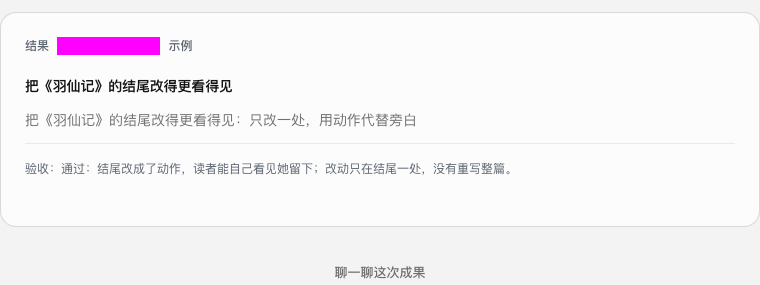 结果 示例
把《羽仙记》的结尾改得更看得见
把《羽仙记》的结尾改得更看得见：只改一处，用动作代替旁白
验收：通过：结尾改成了动作，读者能自己看见她留下；改动只在结尾一处，没有重写整篇。
聊一聊这次成果